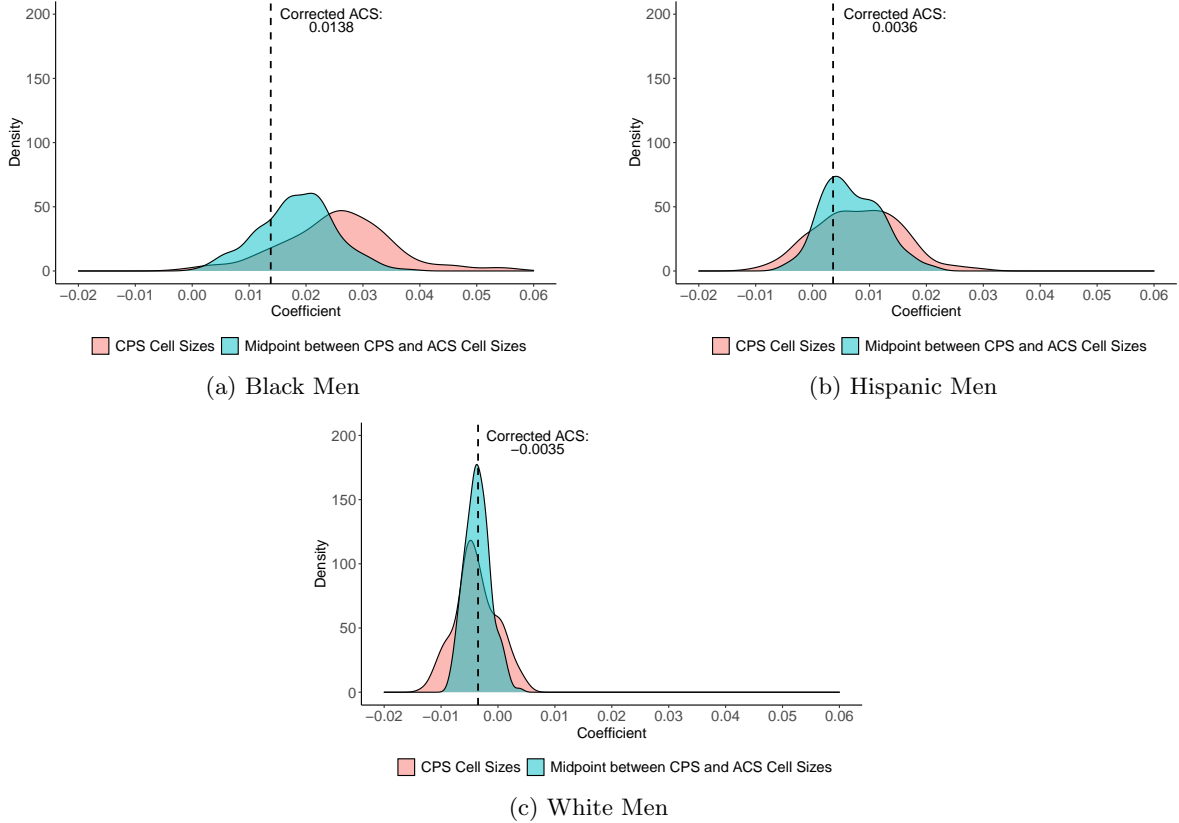 Corrected ACS:
0.0138
200
150
100
50
0
Density
−0.02 −0.01 0.00 0.01 0.02 0.03 0.04 0.05 0.06
Coefficient
CPS Cell Sizes Midpoint between CPS and ACS Cell Sizes
(a) Black Men
Corrected ACS:
0.0036
200
150
100
50
0
Density
−0.02 −0.01 0.00 0.01 0.02 0.03 0.04 0.05 0.06
Coefficient
CPS Cell Sizes Midpoint between CPS and ACS Cell Sizes
(b) Hispanic Men
Corrected ACS:
−0.0035
200
150
100
50
0
Density
−0.02 −0.01 0.00 0.01 0.02 0.03 0.04 0.05 0.06
Coefficient
CPS Cell Sizes Midpoint between CPS and ACS Cell Sizes
(c) White Men